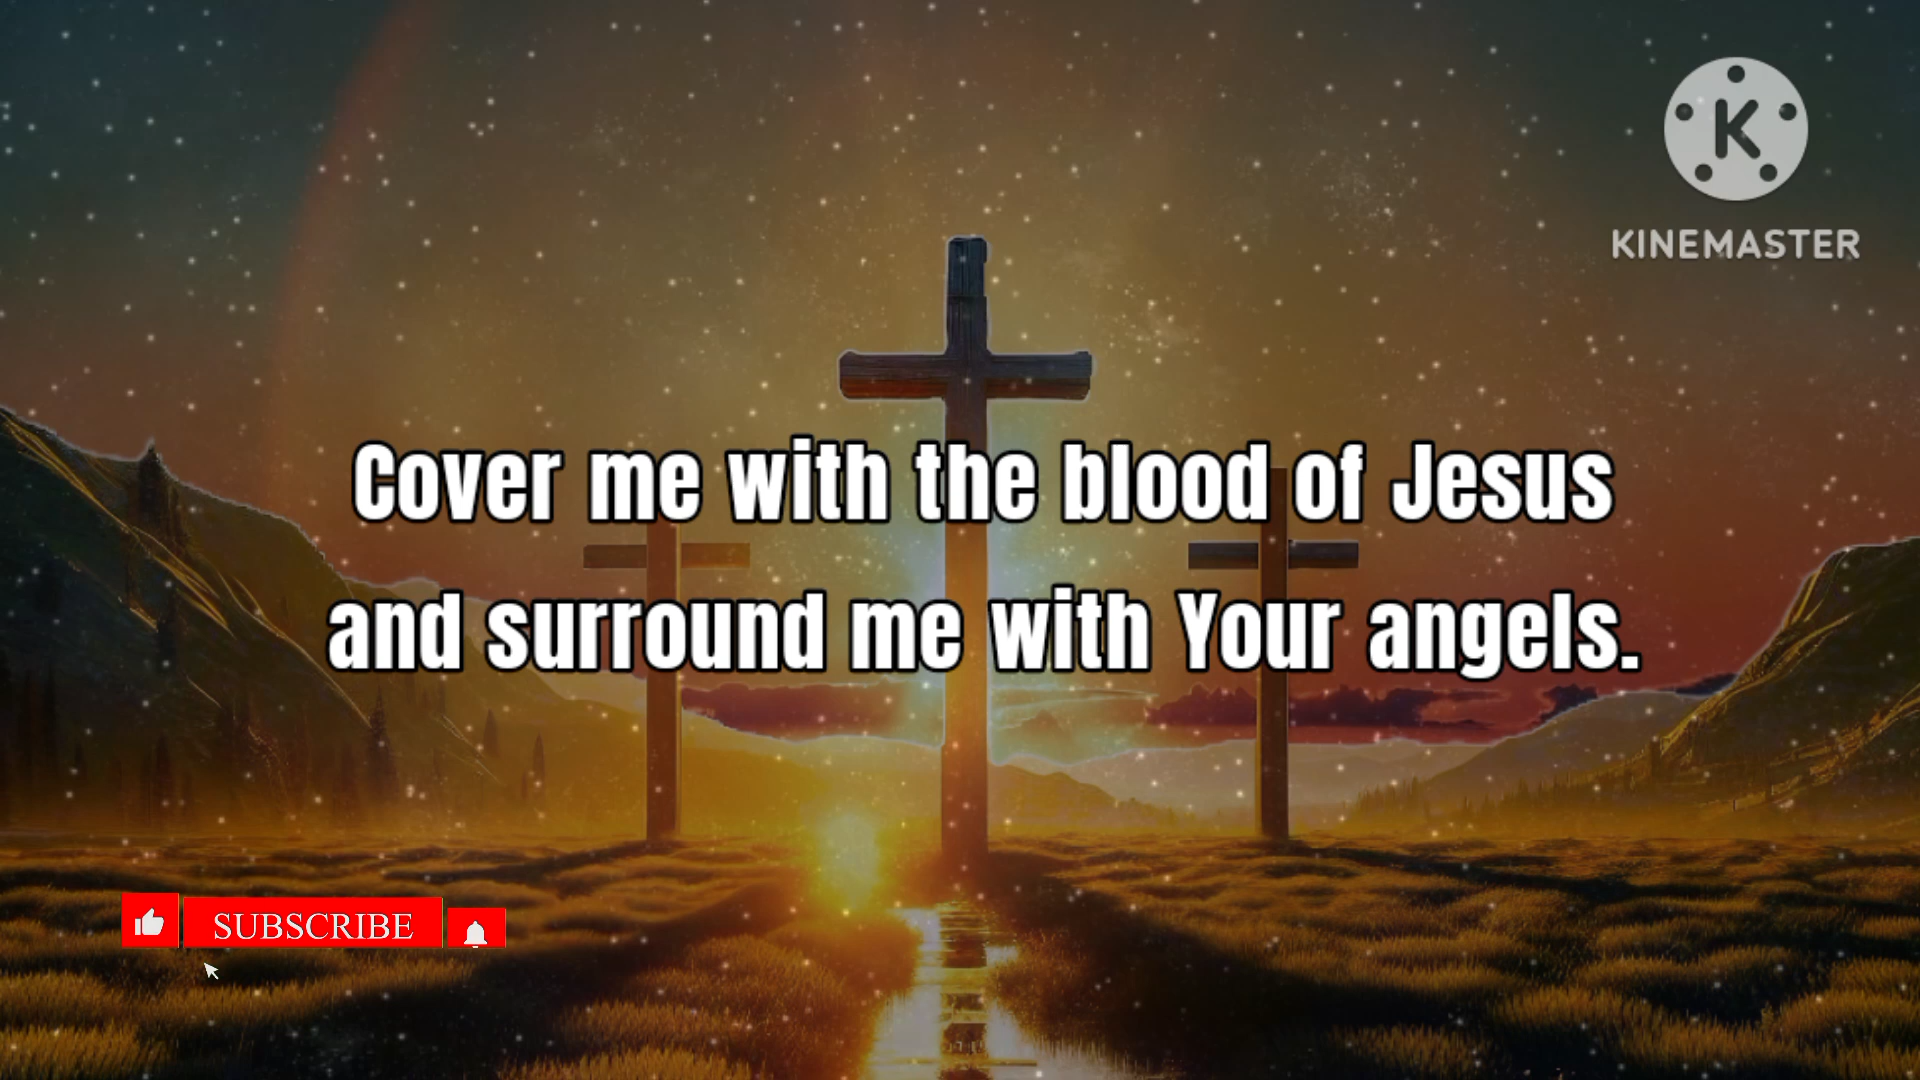 KINEMASTER
Cover me with the blood of Jesus
and surround me with Your angels.
SUBSCRIBE